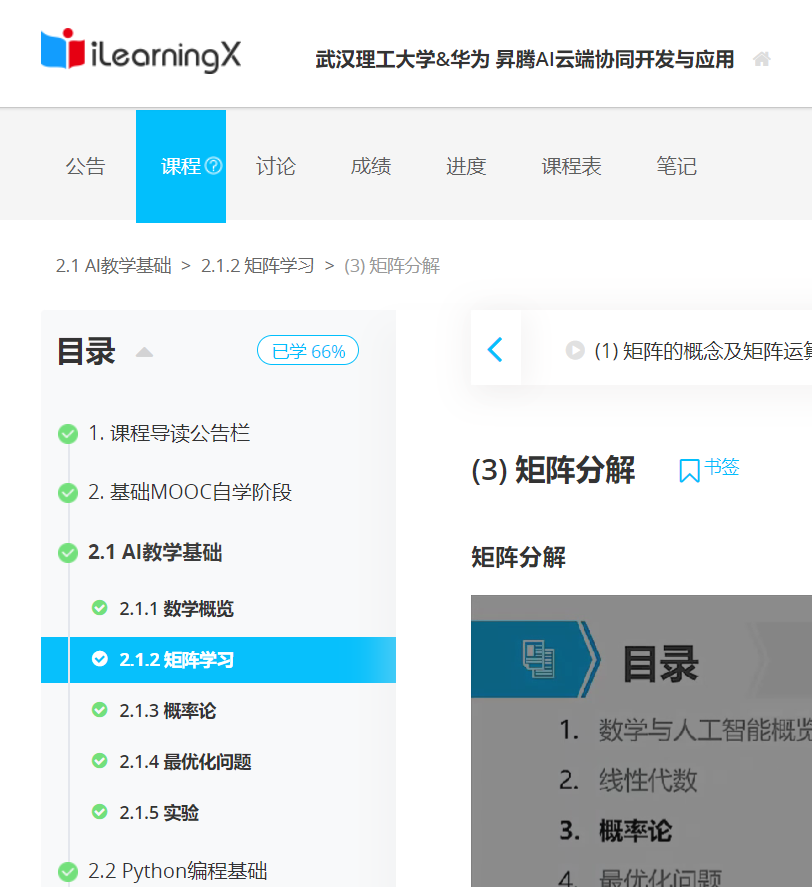 iLearningX
武汉理工大学&华为 昇腾AI云端协同开发与应用
公告 课程 讨论 成绩 进度 课程表 笔记
2.1 AI教学基础 > 2.1.2 矩阵学习 > (3) 矩阵分解
目录
已学 66%
1. 课程导读公告栏
2. 基础MOOC自学阶段
2.1 AI教学基础
2.1.1 数学概览
2.1.2 矩阵学习
2.1.3 概率论
2.1.4 最优化问题
2.1.5 实验
2.2 Python编程基础
(1) 矩阵的概念及矩阵运算
(3) 矩阵分解
书签
矩阵分解
目录
1. 数学与人工智能概览
2. 线性代数
3. 概率论
4. 最优化问题